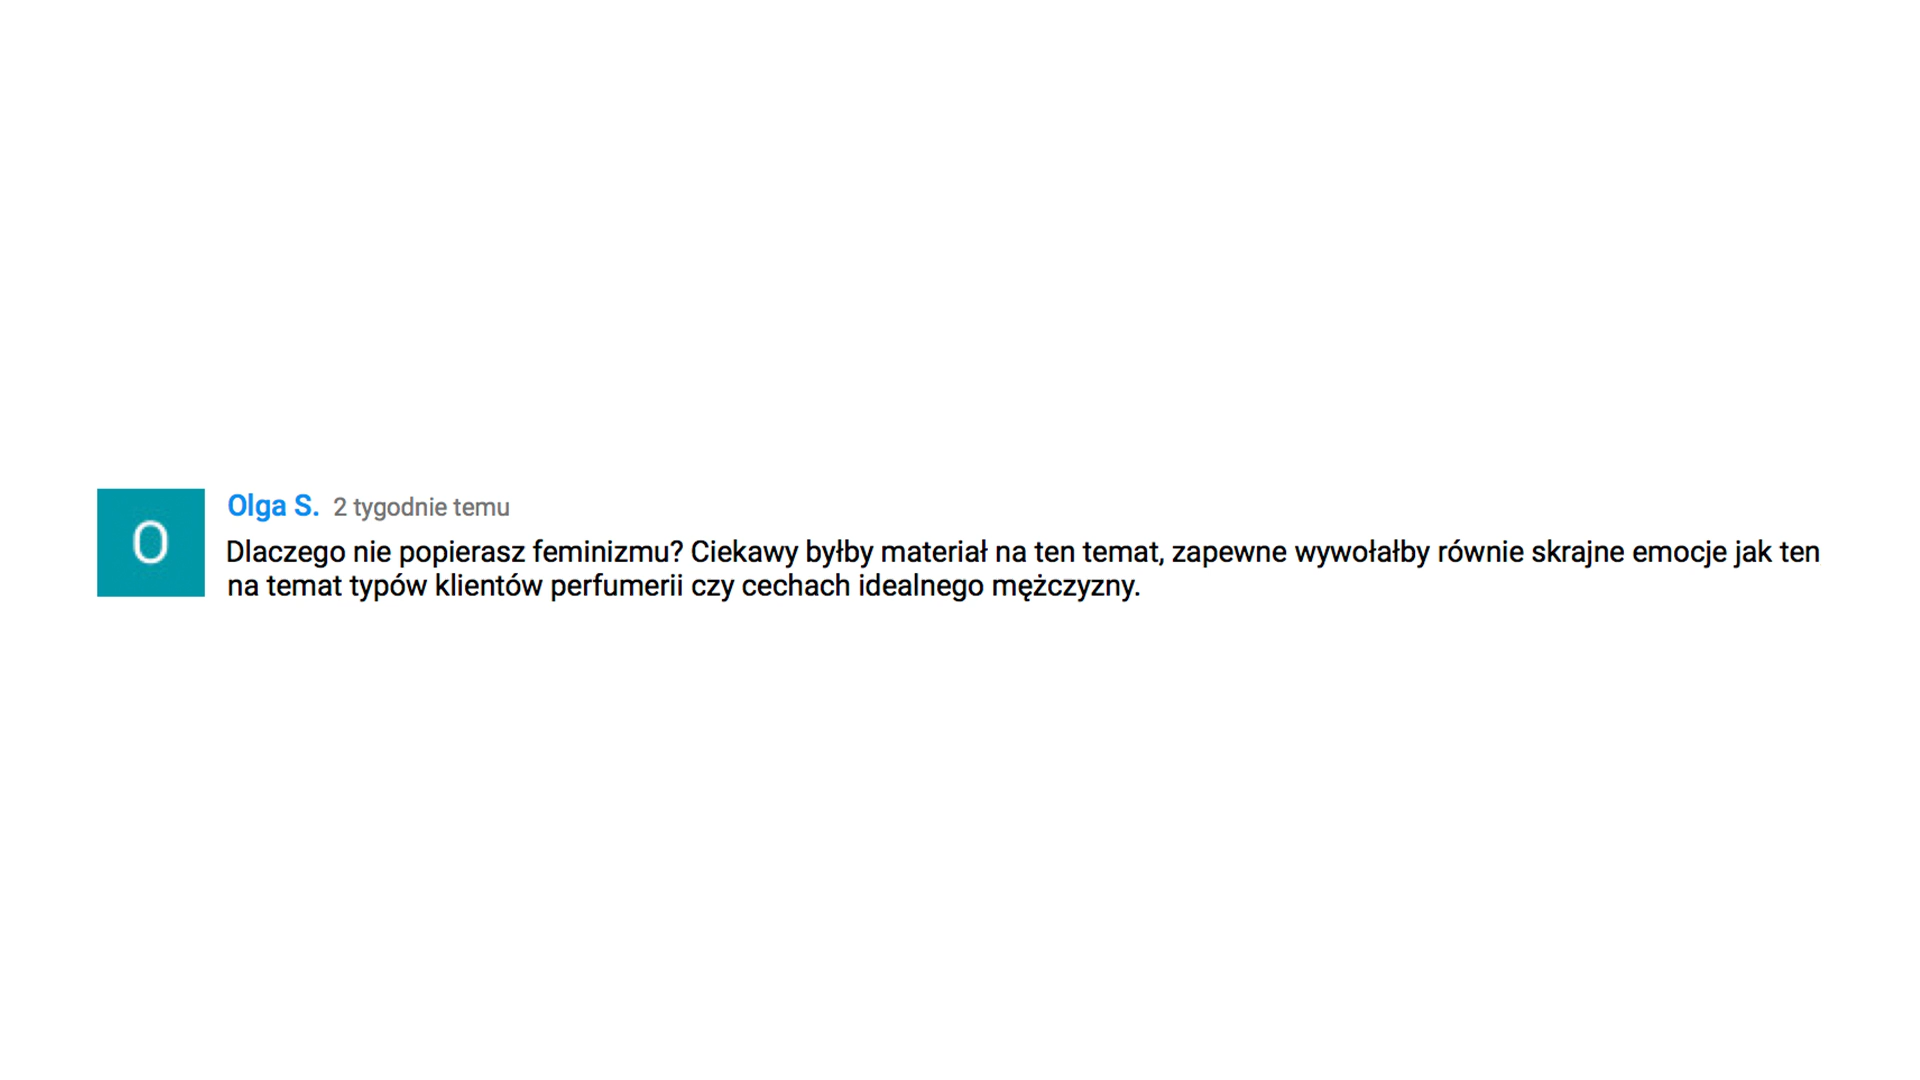 O
Olga S. 2 tygodnie temu
Dlaczego nie popierasz feminizmu? Ciekawy byłby materiał na ten temat, zapewne wywołałby równie skrajne emocje jak ten
na temat typów klientów perfumerii czy cechach idealnego mężczyzny.